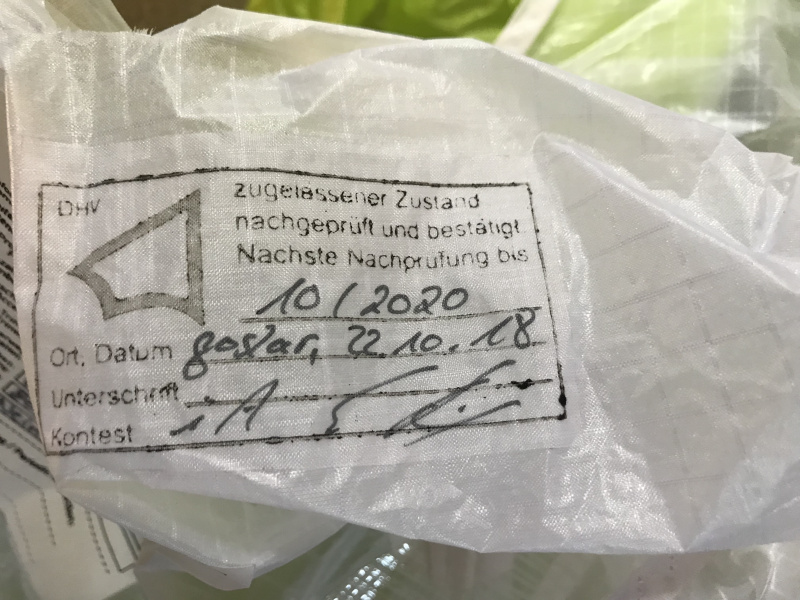 DHV
zugelassener Zustand
nachgeprüft und bestätigt
Nächste Nachprüfung bis
10/2020
Ort, Datum goslar, 22.10.18
Unterschrift
Kontest i A